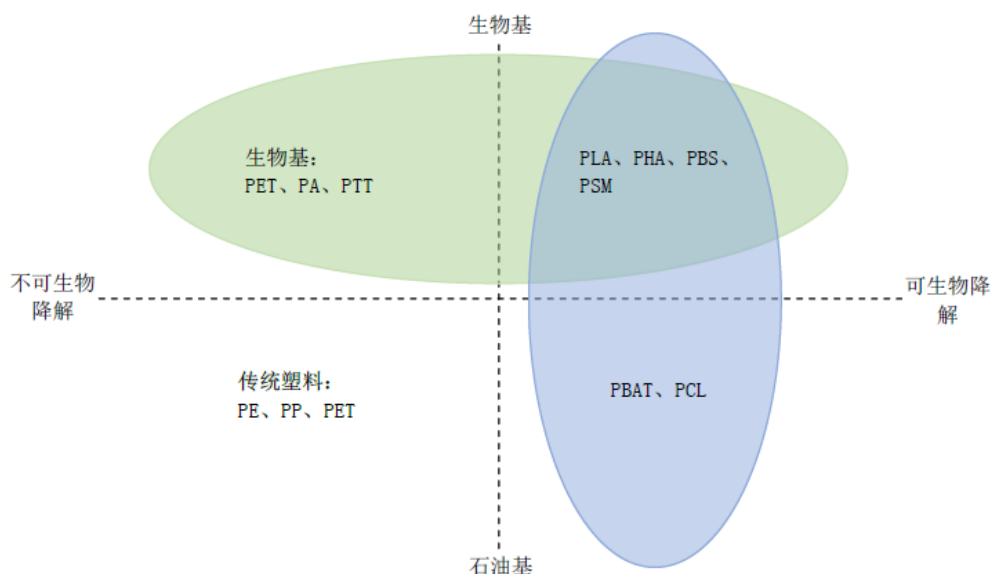 生物基
生物基：
PET、PA、PTT
PLA、PHA、PBS、
PSM
不可生物
降解
可生物降
解
传统塑料：
PE、PP、PET
PBAT、PCL
石油基